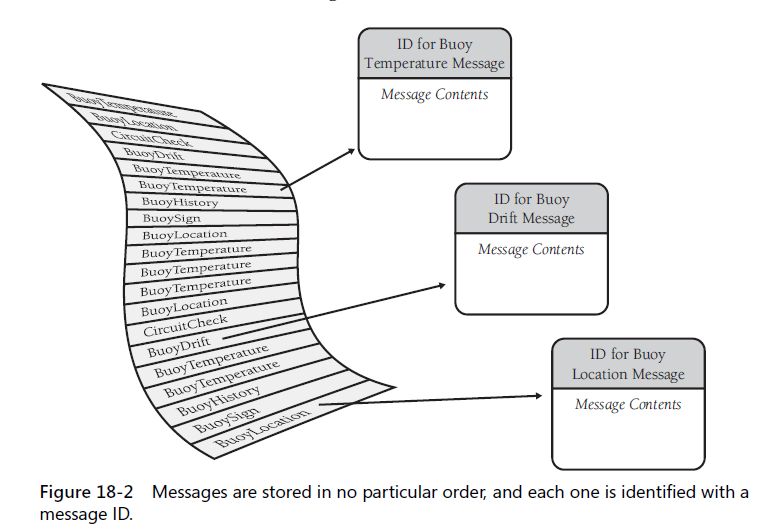 ID for Buoy
Temperature Message
Message Contents
BuoyTemperature
BuoyLocation
CircuitCheck
BuoyDrift
BuoyTemperature
BuoyTemperature
BuoyHistory
BuoySign
BuoyLocation
BuoyTemperature
BuoyTemperature
BuoyTemperature
BuoyLocation
CircuitCheck
BuoyDrift
BuoyTemperature
BuoyTemperature
BuoyHistory
BuoySign
BuoyLocation
ID for Buoy
Drift Message
Message Contents
ID for Buoy
Location Message
Message Contents
Figure 18-2 Messages are stored in no particular order, and each one is identified with a
message ID.